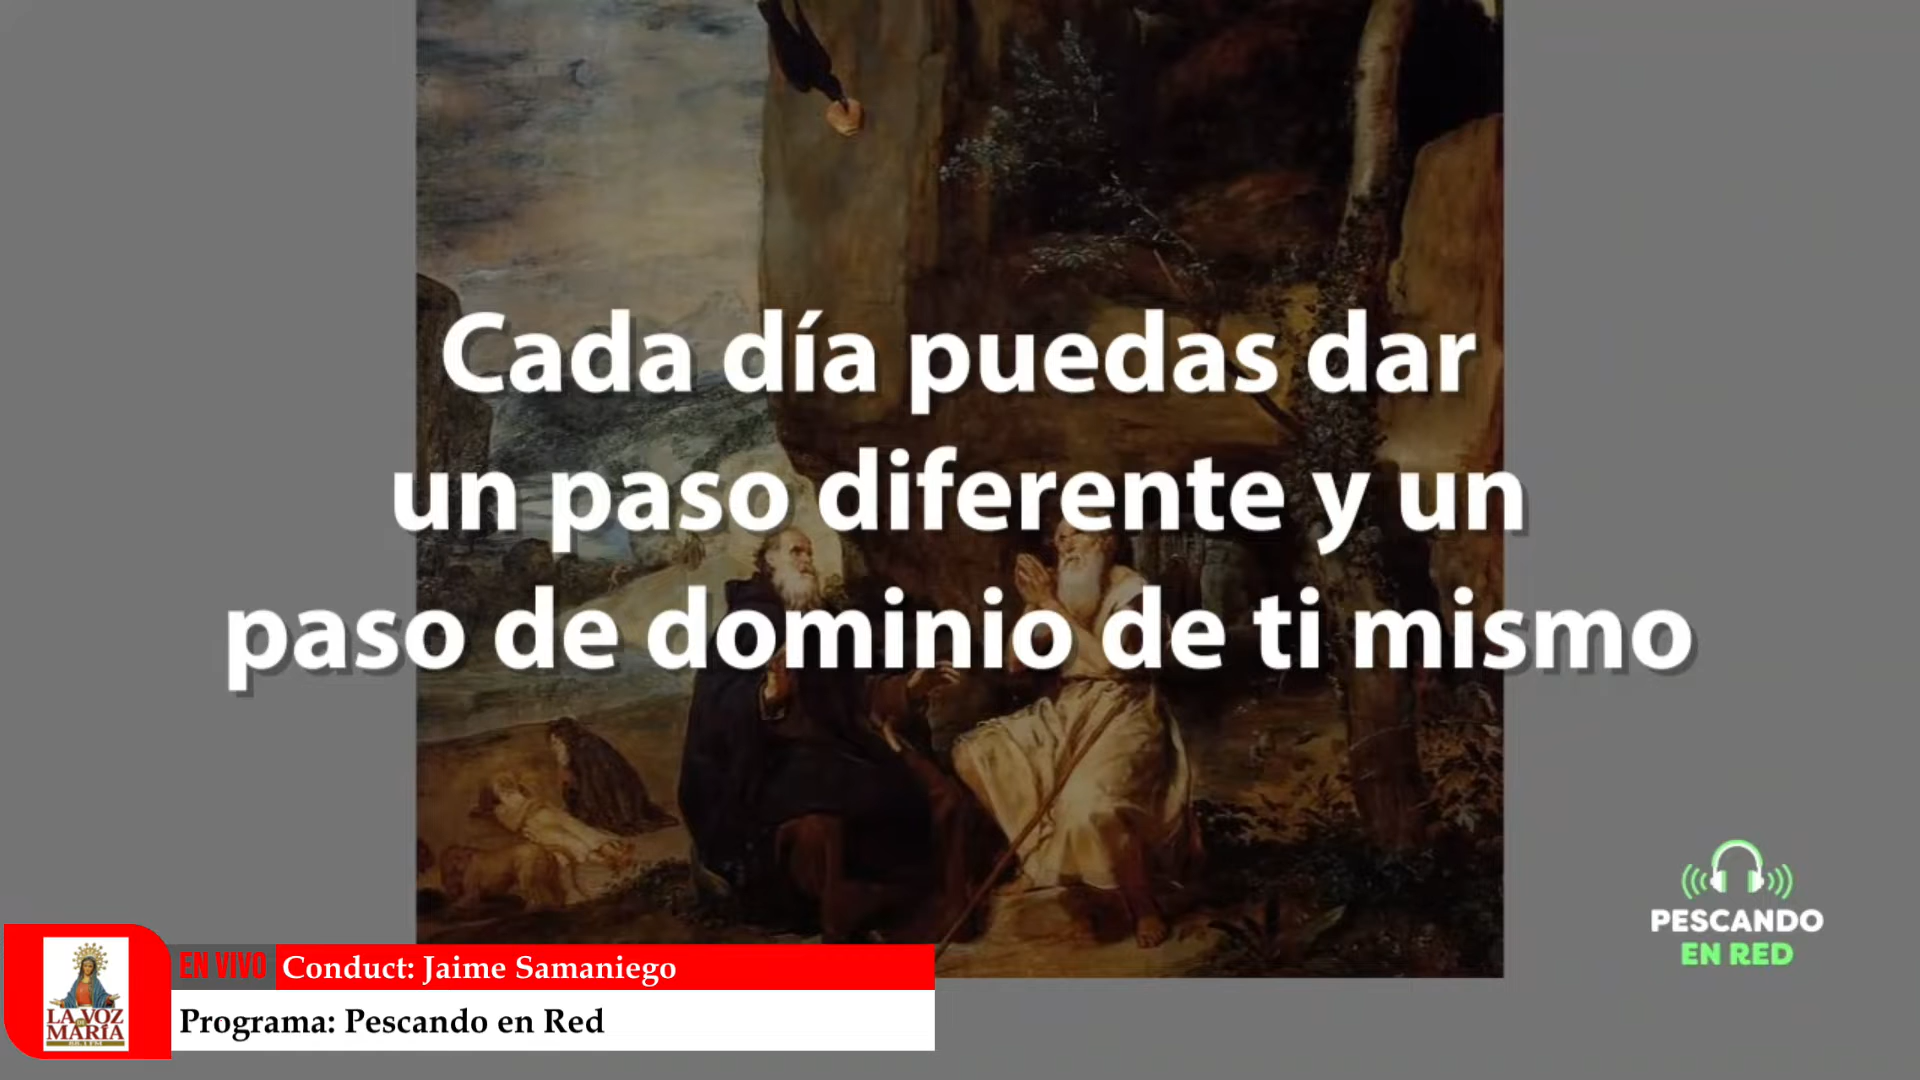 Cada día puedas dar
un paso diferente y un
paso de dominio de ti mismo
PESCANDO
EN RED
EN VIVO
Conduct: Jaime Samaniego
Programa: Pescando en Red
LA VOZ
MARÍA